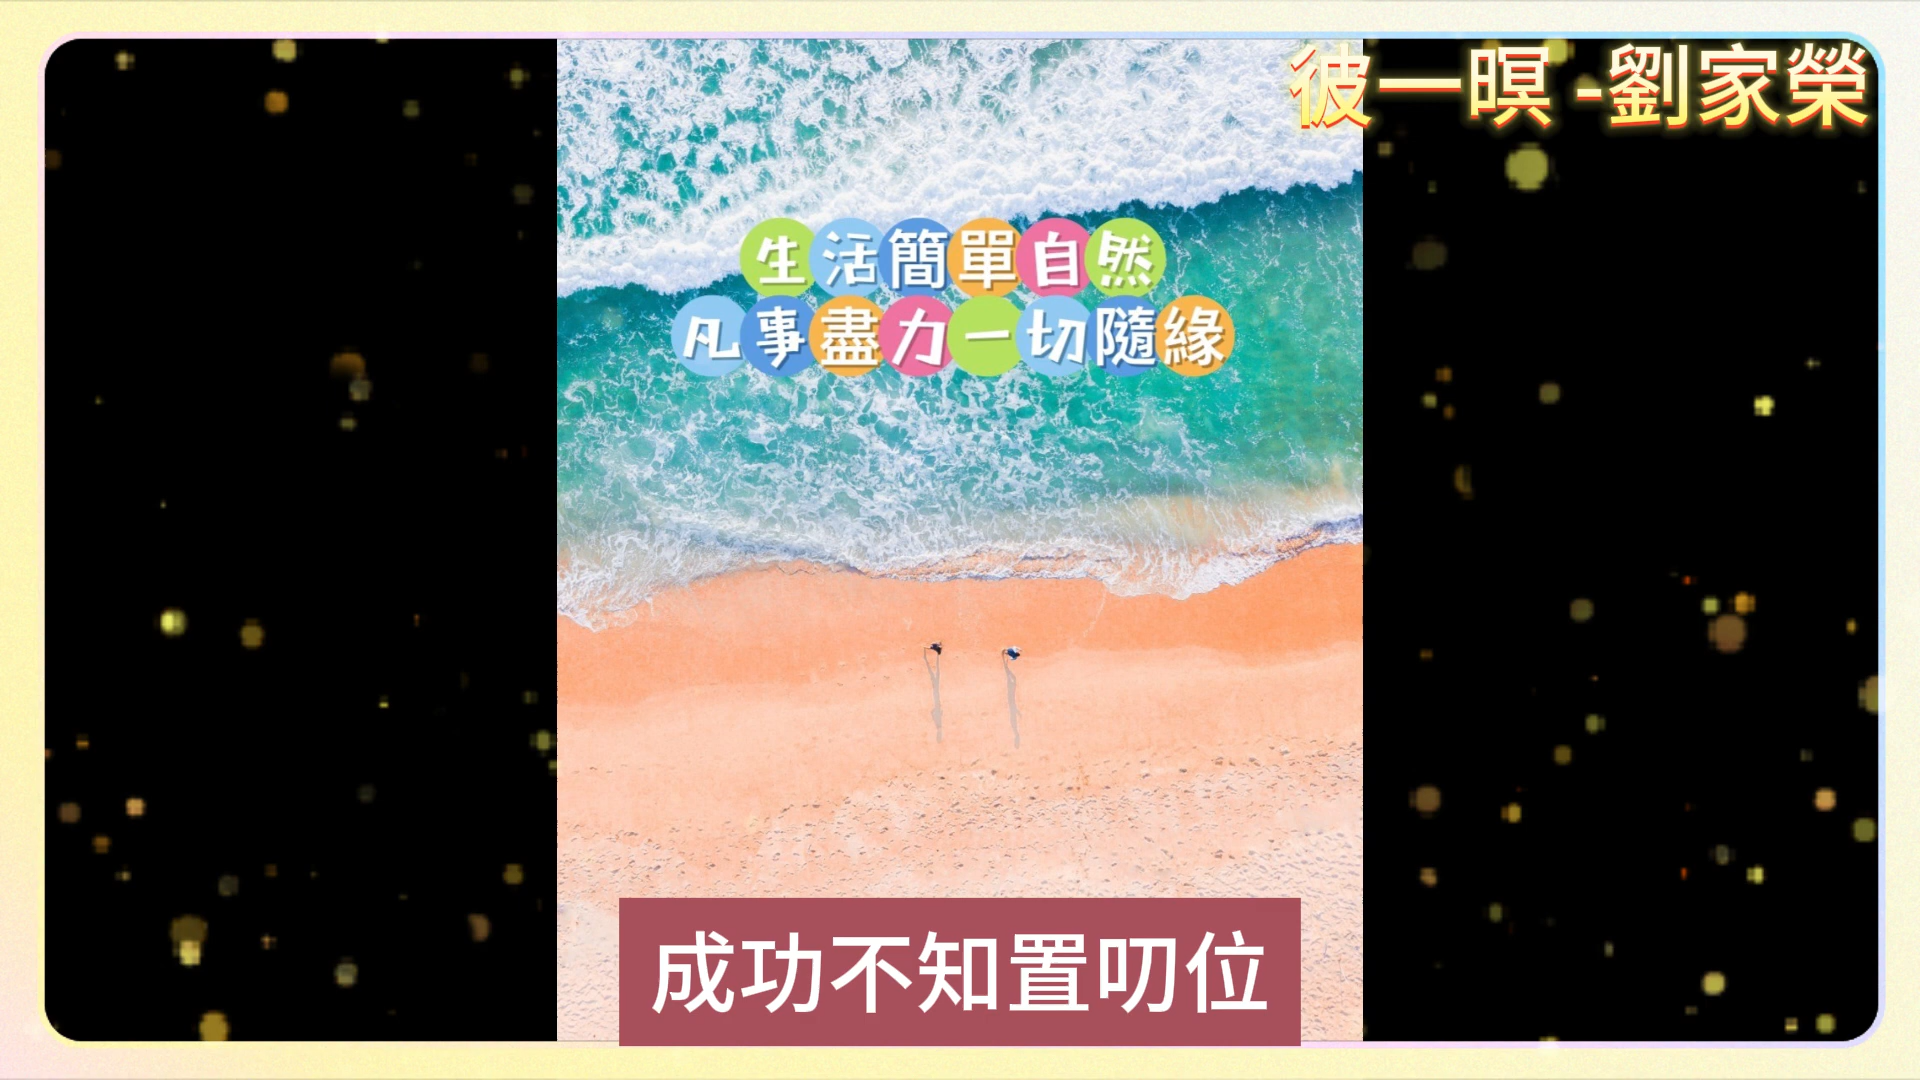 彼一暝 -劉家榮
生活簡單自然
凡事盡力一切隨緣
成功不知置叨位